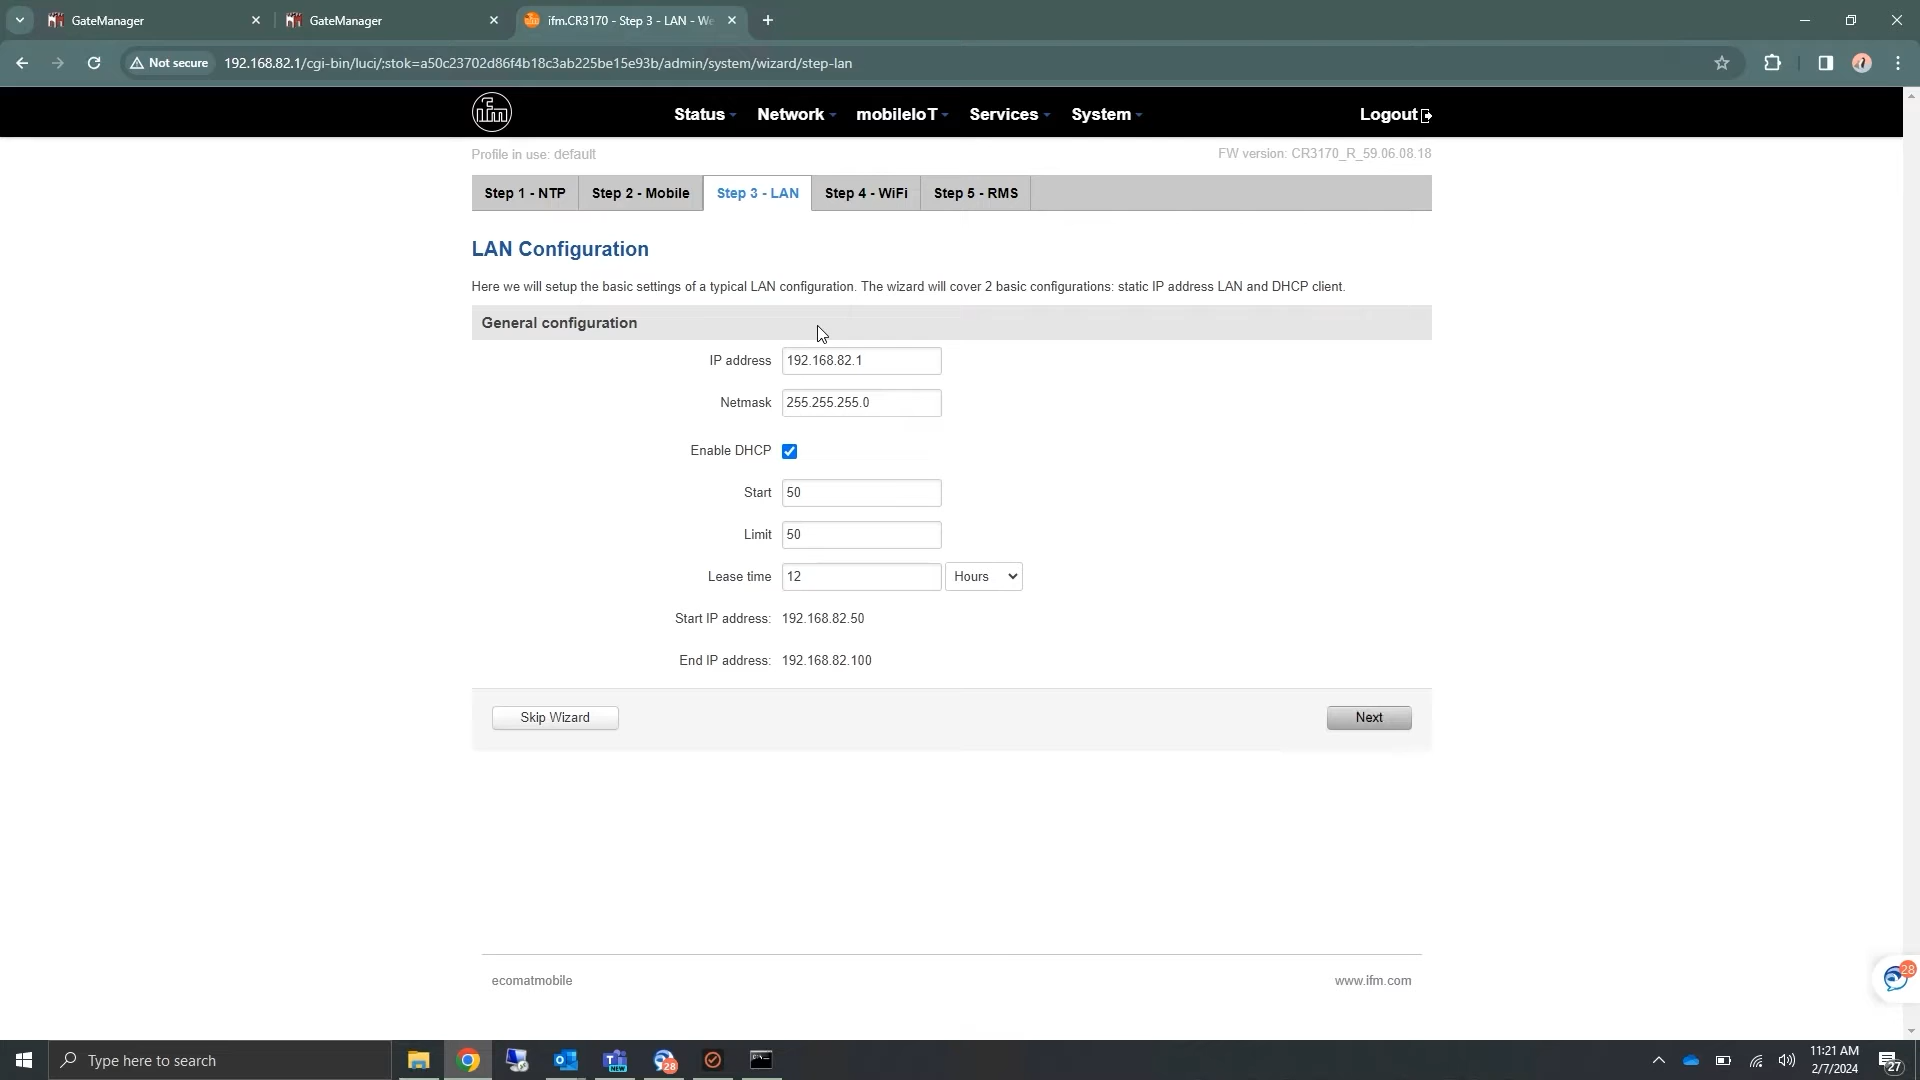 GateManager
GateManager
ifm.CR3170 - Step 3 - LAN - We
Not secure
192.168.82.1/cgi-bin/luci/;stok=a50c23702d86f4b18c3ab225be15e93b/admin/system/wizard/step-lan
ifm
Status
Network
mobileIoT
Services
System
Logout
Profile in use: default
FW version: CR3170_R_59.06.08.18
Step 1 - NTP
Step 2 - Mobile
Step 3 - LAN
Step 4 - WiFi
Step 5 - RMS
LAN Configuration
Here we will setup the basic settings of a typical LAN configuration. The wizard will cover 2 basic configurations: static IP address LAN and DHCP client.
General configuration
IP address 192.168.82.1
Netmask 255.255.255.0
Enable DHCP
Start 50
Limit 50
Lease time 12 Hours
Start IP address: 192.168.82.50
End IP address: 192.168.82.100
Skip Wizard
Next
ecomatmobile
www.ifm.com
28
Type here to search
NEW
28
11:21 AM
2/7/2024
27